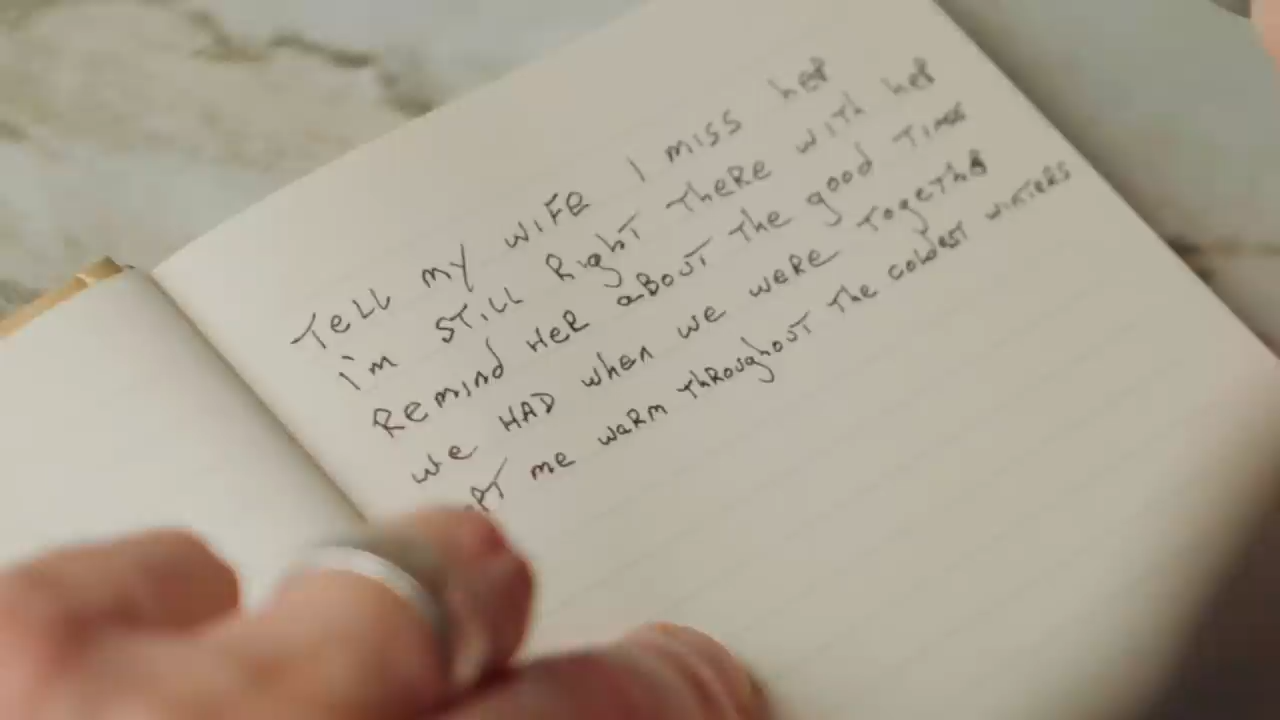 Tell my wife I miss her
I'm still right there with her
Remind her about the good times
we had when we were together
me warm throughout the coldest winters